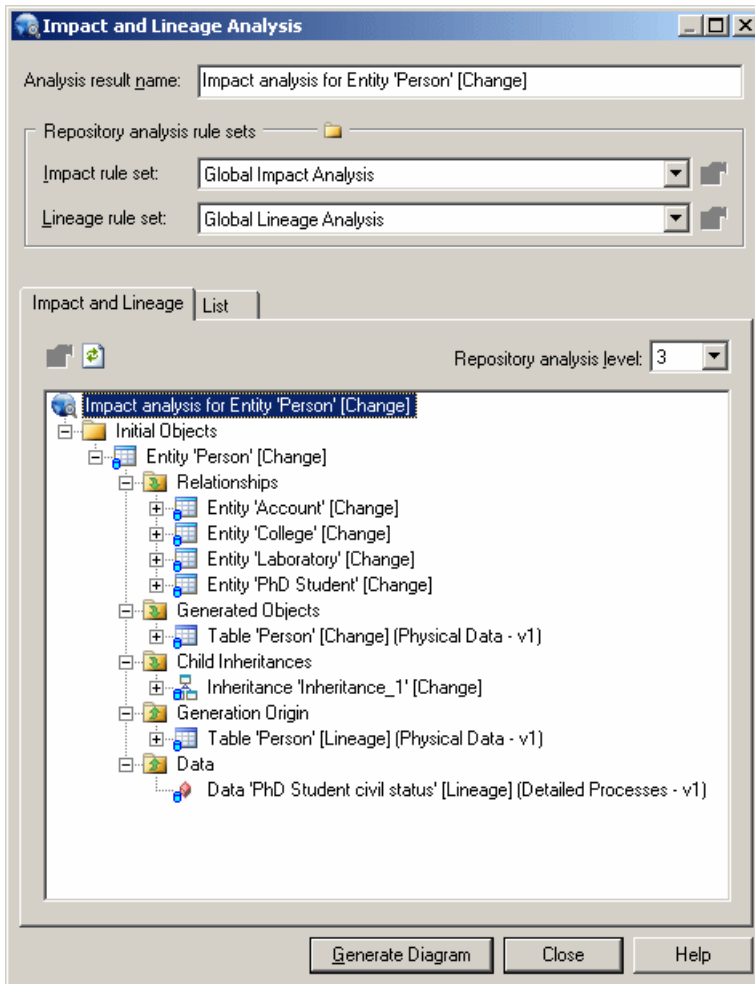 Impact and Lineage Analysis
Analysis result name: Impact analysis for Entity 'Person' [Change]
Repository analysis rule sets
Impact rule set: Global Impact Analysis
Lineage rule set: Global Lineage Analysis
Impact and Lineage List
Repository analysis level: 3
Impact analysis for Entity 'Person' [Change]
Initial Objects
Entity 'Person' [Change]
Relationships
Entity 'Account' [Change]
Entity 'College' [Change]
Entity 'Laboratory' [Change]
Entity 'PhD Student' [Change]
Generated Objects
Table 'Person' [Change] (Physical Data - v1)
Child Inheritances
Inheritance 'Inheritance_1' [Change]
Generation Origin
Table 'Person' [Lineage] (Physical Data - v1)
Data
Data 'PhD Student civil status' [Lineage] (Detailed Processes - v1)
Generate Diagram Close Help